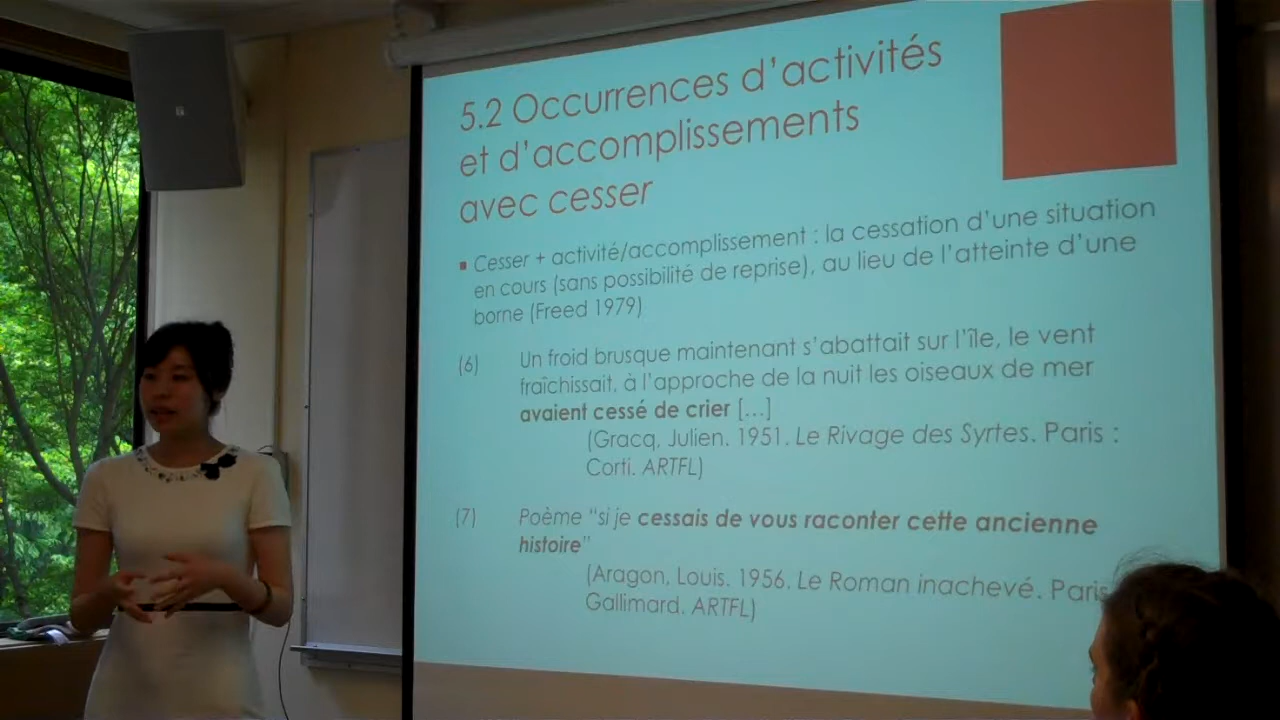 5.2 Occurrences d'activités
et d'accomplissements
avec cesser
▪ Cesser + activité/accomplissement : la cessation d'une situation
en cours (sans possibilité de reprise), au lieu de l'atteinte d'une
borne (Freed 1979)
(6) Un froid brusque maintenant s'abattait sur l'île, le vent
fraîchissait, à l'approche de la nuit les oiseaux de mer
avaient cessé de crier […]
(Gracq, Julien. 1951. Le Rivage des Syrtes. Paris :
Corti. ARTFL)
(7) Poème "si je cessais de vous raconter cette ancienne
histoire"
(Aragon, Louis. 1956. Le Roman inachevé. Paris
Gallimard. ARTFL)